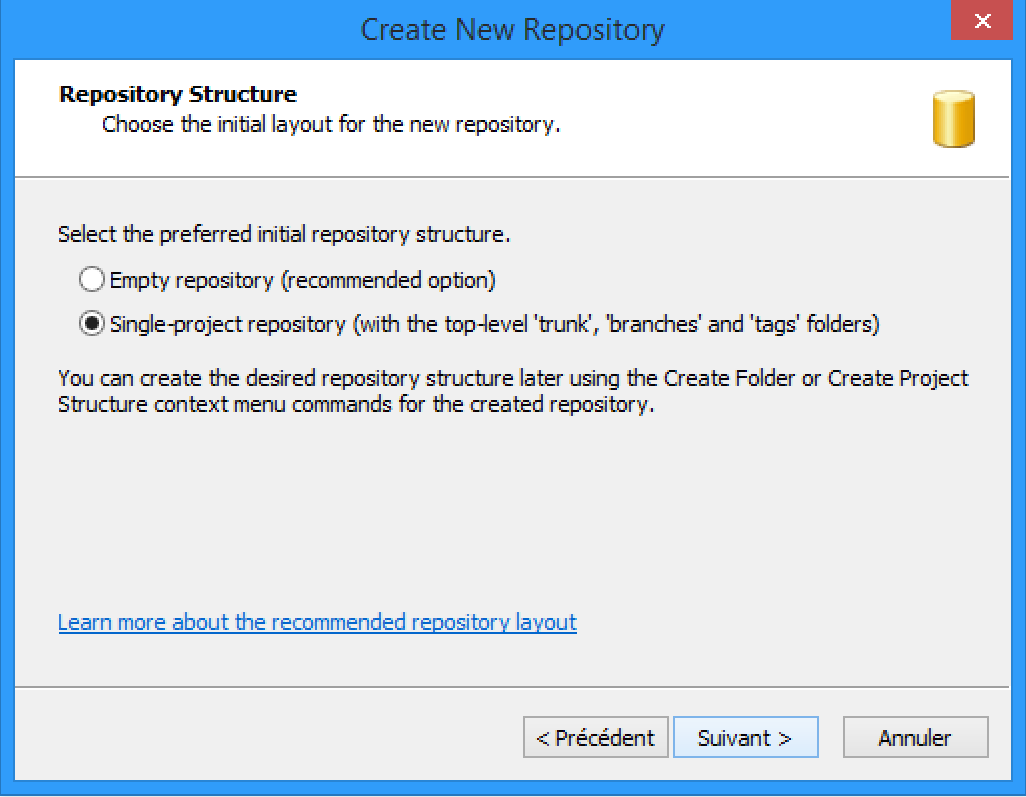 Create New Repository
Repository Structure
Choose the initial layout for the new repository.
Select the preferred initial repository structure.
Empty repository (recommended option)
Single-project repository (with the top-level 'trunk', 'branches' and 'tags' folders)
You can create the desired repository structure later using the Create Folder or Create Project
Structure context menu commands for the created repository.
Learn more about the recommended repository layout
< Précédent
Suivant >
Annuler